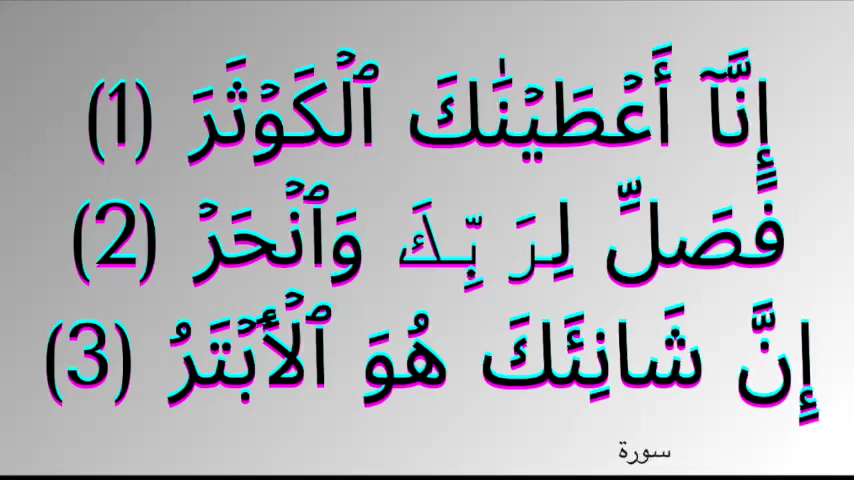 إِنَّآ أَعۡطَيۡنَٰكَ ٱلۡكَوۡثَرَ (1)
فَصَلِّ لِرَبِّكَ وَٱنۡحَرۡ (2)
إِنَّ شَانِئَكَ هُوَ ٱلۡأَبۡتَرُ (3)
سورة